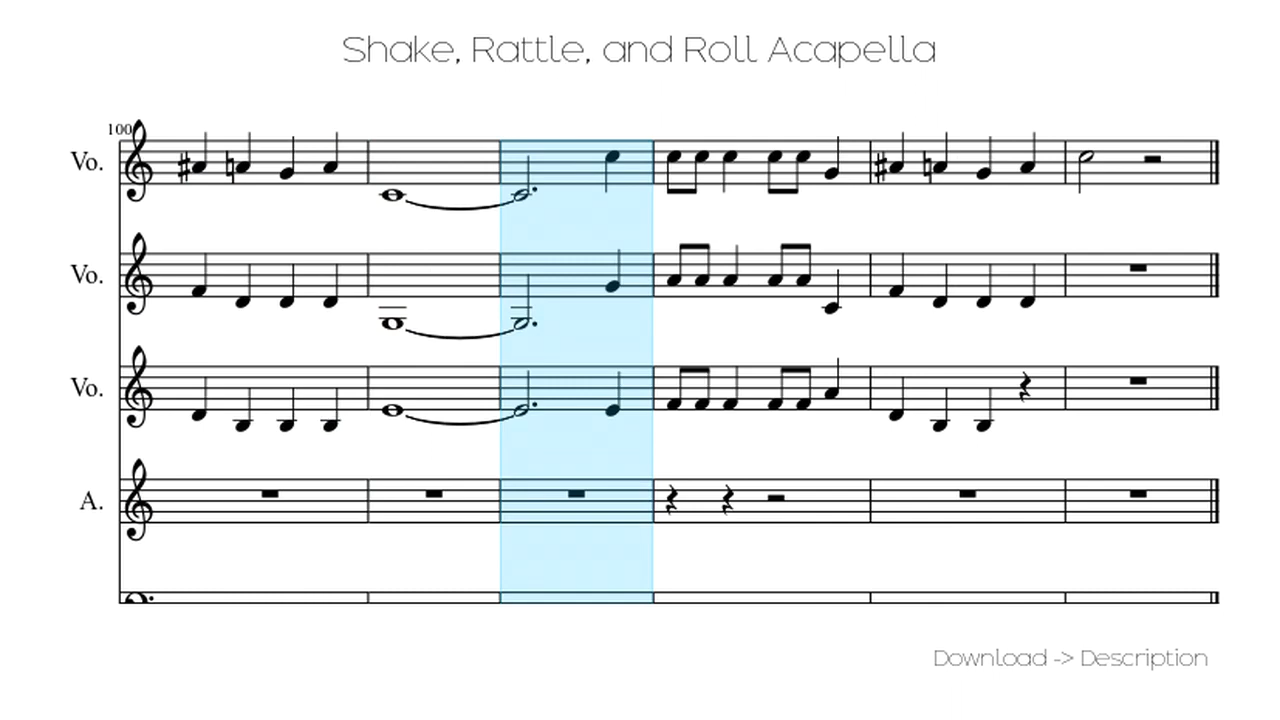 Shake, Rattle, and Roll Acapella
100
Vo.
Vo.
Vo.
A.
Download -> Description